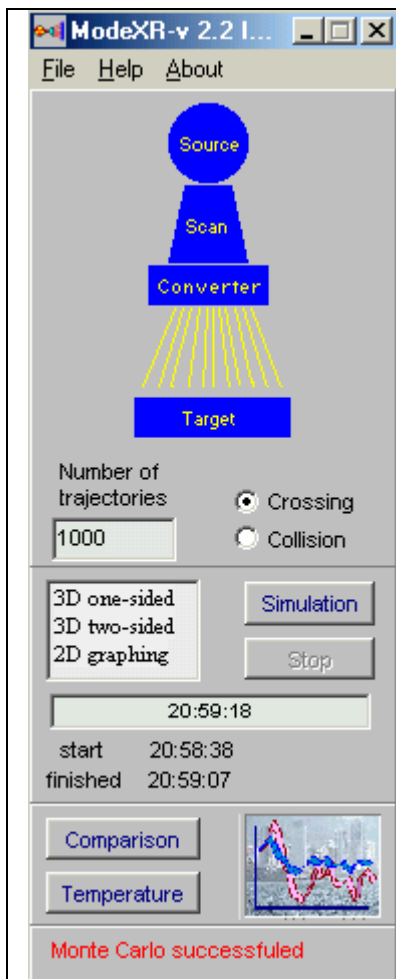 ModeXR-v 2.2 I...
File Help About
Source
Scan
Converter
Target
Number of
trajectories
1000
Crossing
Collision
3D one-sided
3D two-sided
2D graphing
Simulation
Stop
20:59:18
start 20:58:38
finished 20:59:07
Comparison
Temperature
Monte Carlo successfuled